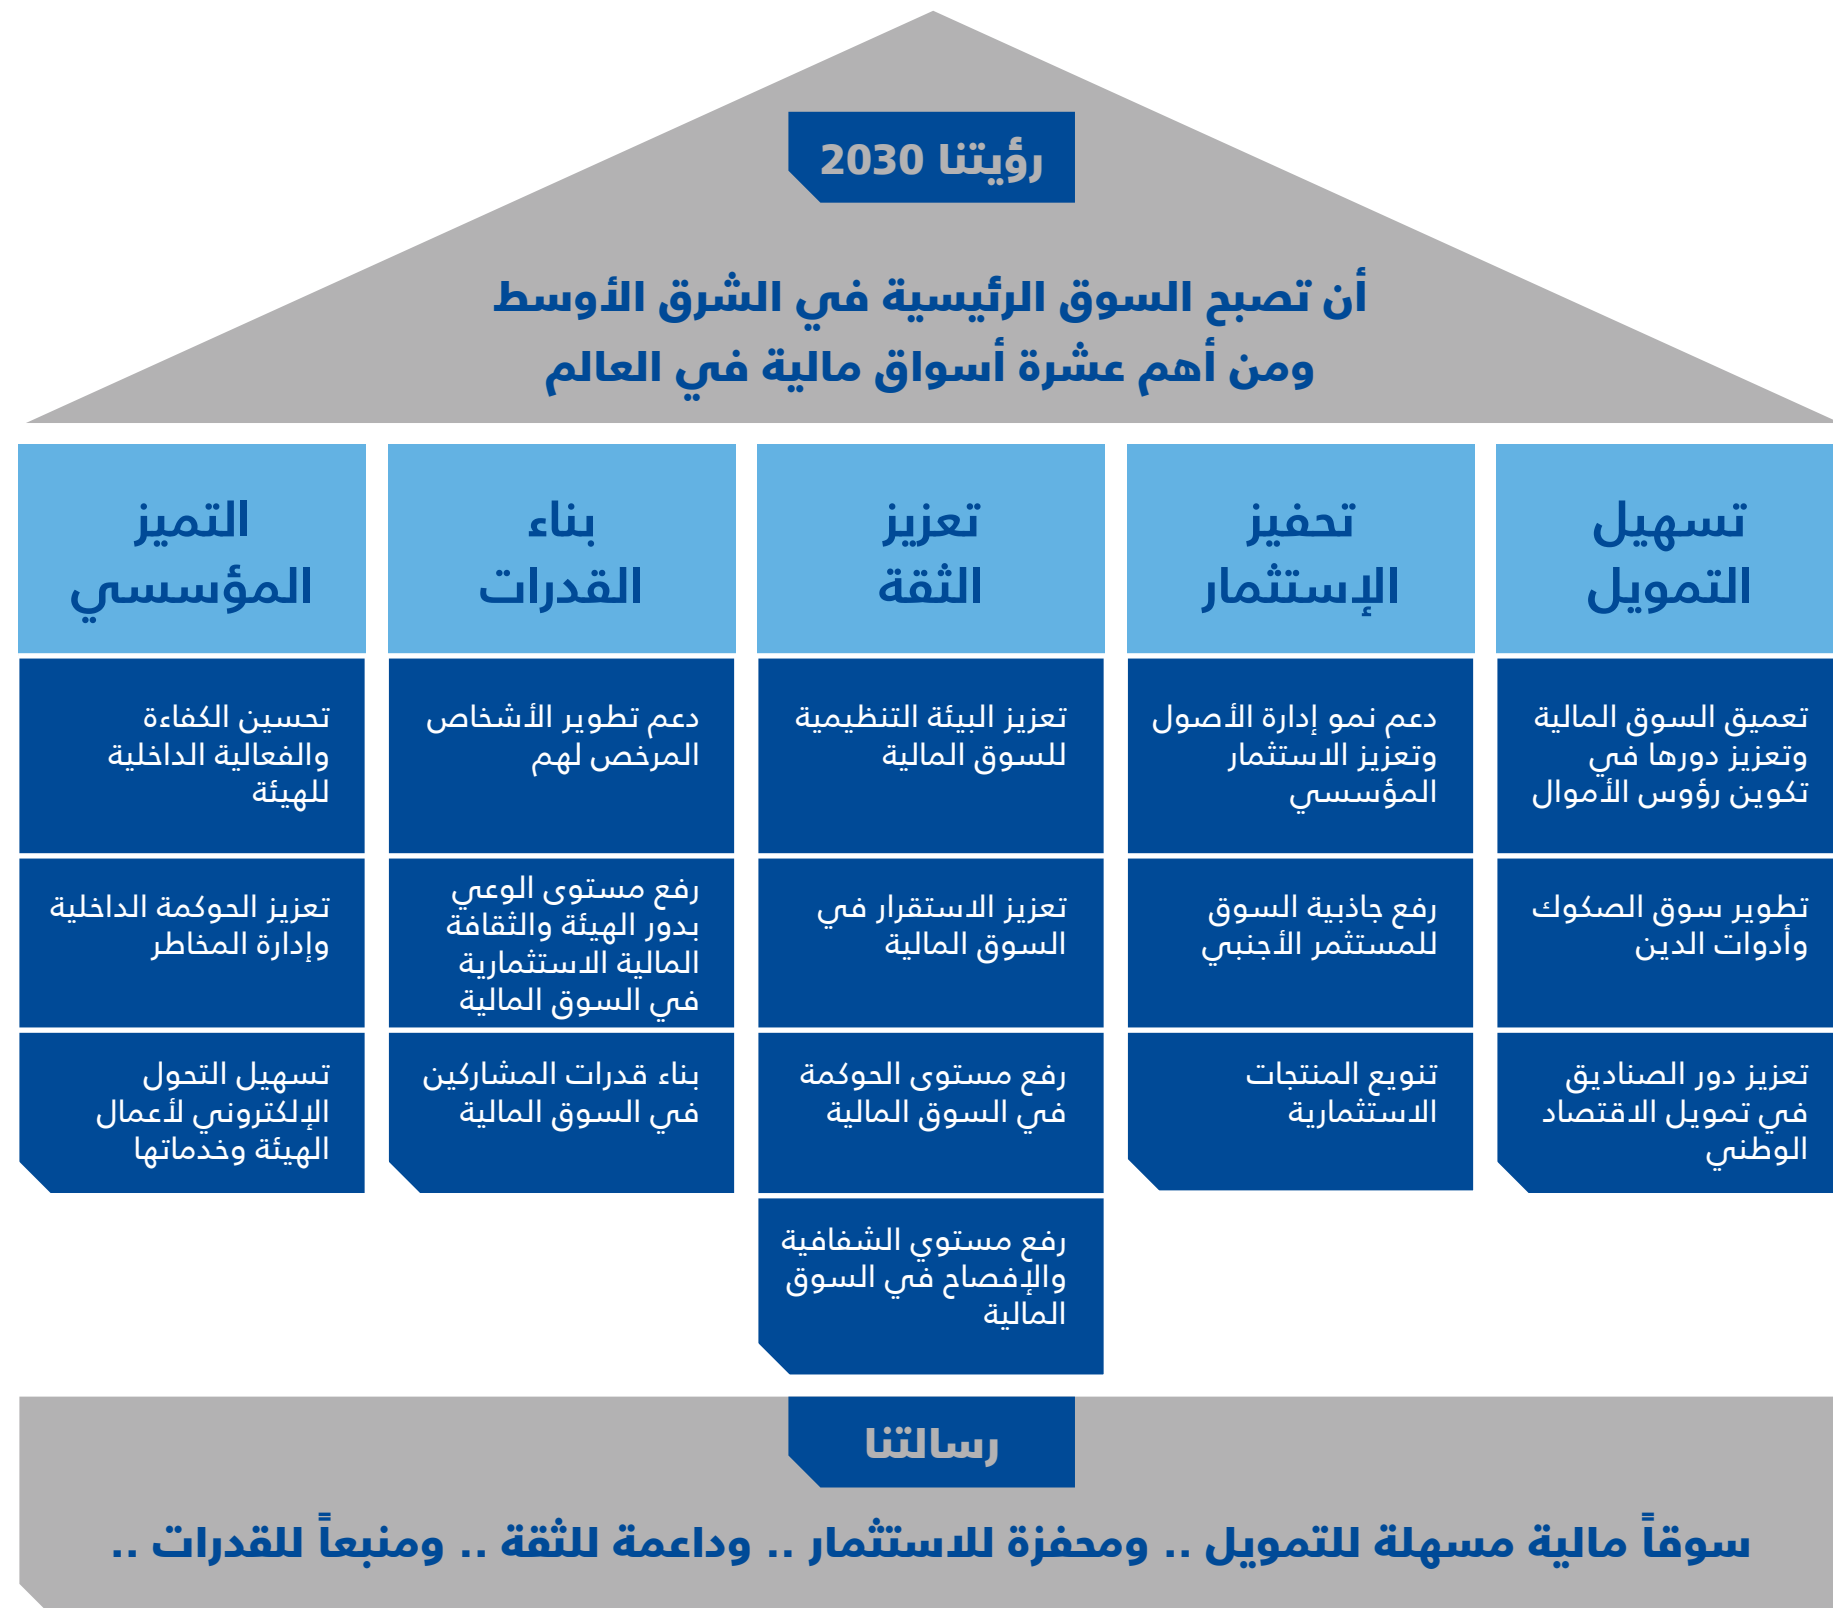 رؤيتنا 2030
أن تصبح السوق الرئيسية في الشرق الأوسط
ومن أهم عشرة أسواق مالية في العالم
تسهيل
التمويل
تعميق السوق المالية
وتعزيز دورها في
تكوين رؤوس الأموال
تطوير سوق الصكوك
وأدوات الدين
تعزيز دور الصناديق
في تمويل الاقتصاد
الوطني
تحفيز
الإستثمار
دعم نمو إدارة الأصول
وتعزيز الاستثمار
المؤسسي
رفع جاذبية السوق
للمستثمر الأجنبي
تنويع المنتجات
الاستثمارية
تعزيز
الثقة
تعزيز البيئة التنظيمية
للسوق المالية
تعزيز الاستقرار في
السوق المالية
رفع مستوى الحوكمة
في السوق المالية
رفع مستوي الشفافية
والإفصاح في السوق
المالية
بناء
القدرات
دعم تطوير الأشخاص
المرخص لهم
رفع مستوى الوعي
بدور الهيئة والثقافة
المالية الاستثمارية
في السوق المالية
بناء قدرات المشاركين
في السوق المالية
التميز
المؤسسي
تحسين الكفاءة
والفعالية الداخلية
للهيئة
تعزيز الحوكمة الداخلية
وإدارة المخاطر
تسهيل التحول
الإلكتروني لأعمال
الهيئة وخدماتها
رسالتنا
سوقاً مالية مسهلة للتمويل .. ومحفزة للاستثمار .. وداعمة للثقة .. ومنبعاً للقدرات ..